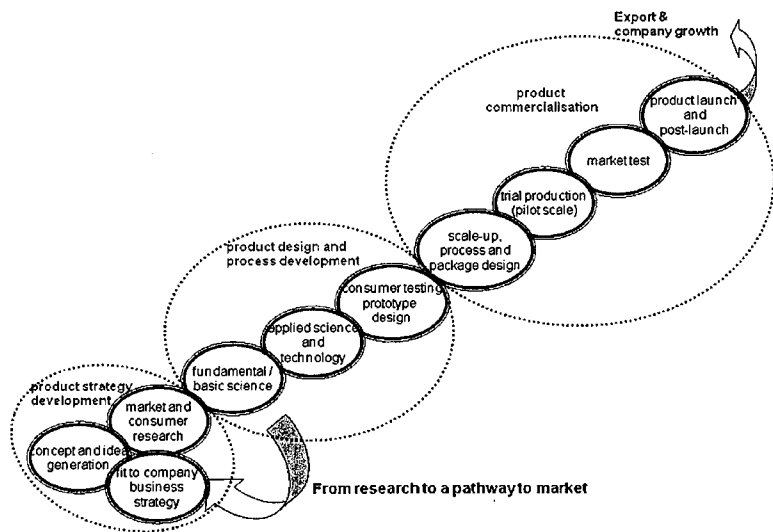 Export &
company growth
product
commercialisation
product launch
and
post-launch
market test
trial production
(pilot scale)
scale-up,
process and
package design
product design and
process development
consumer testing
prototype
design
applied science
and
technology
fundamental /
basic science
product strategy
development
market and
consumer
research
concept and idea
generation
fit to company
business
strategy
From research to a pathway to market